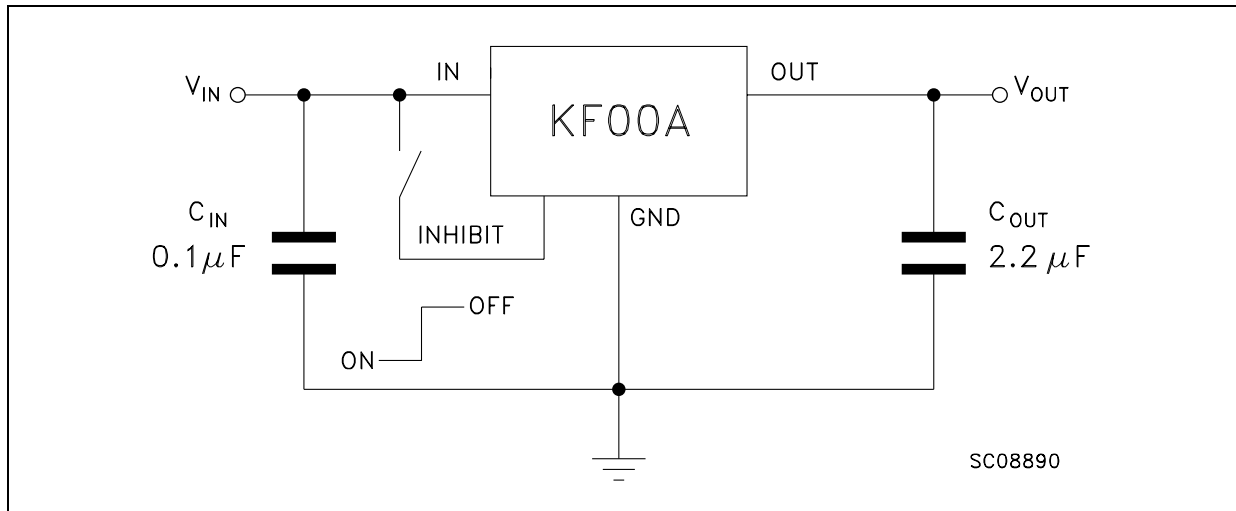 IN
OUT
V_IN
V_OUT
KF00A
GND
C_IN
0.1μF
INHIBIT
C_OUT
2.2 μF
OFF
ON
SC08890